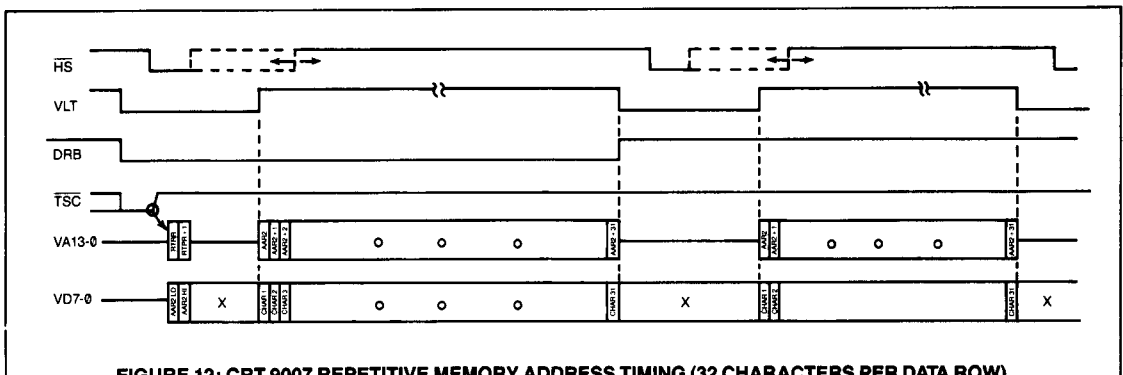 HS
VLT
DRB
TSC
VA13-0
RTPR
RTPR + 1
AAR2
AAR2 + 1
AAR2 + 2
AAR2 + 31
AAR2
AAR2 + 1
AAR2 + 31
VD7-0
AAR2 LO
AAR2 HI
X
CHAR 1
CHAR 2
CHAR 3
CHAR 31
X
CHAR 1
CHAR 2
CHAR 31
X
FIGURE 12: CRT 9007 REPETITIVE MEMORY ADDRESS TIMING (32 CHARACTERS PER DATA ROW)